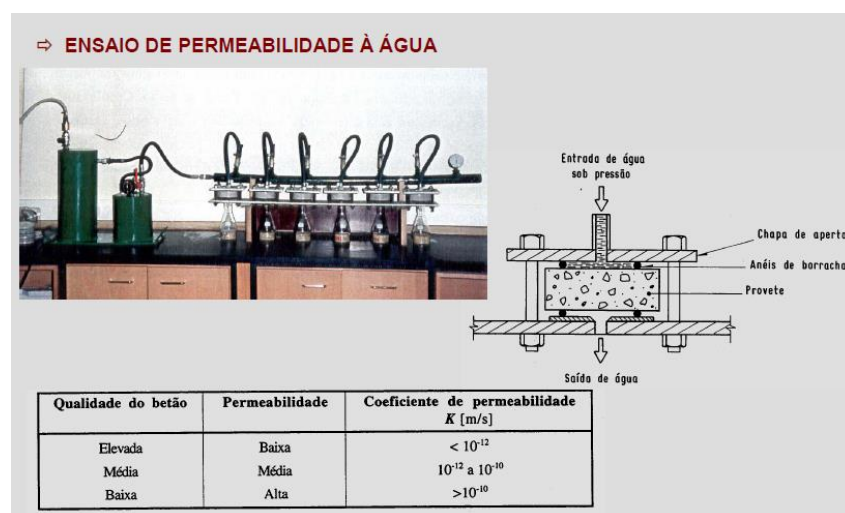 ⇨ ENSAIO DE PERMEABILIDADE À ÁGUA
Entrada de água
sob pressão
Chapa de aperto
Anéis de borracha
Provete
Saída de água
Qualidade do betão Permeabilidade Coeficiente de permeabilidade
K [m/s]
Elevada Baixa < 10⁻¹²
Média Média 10⁻¹² a 10⁻¹⁰
Baixa Alta >10⁻¹⁰